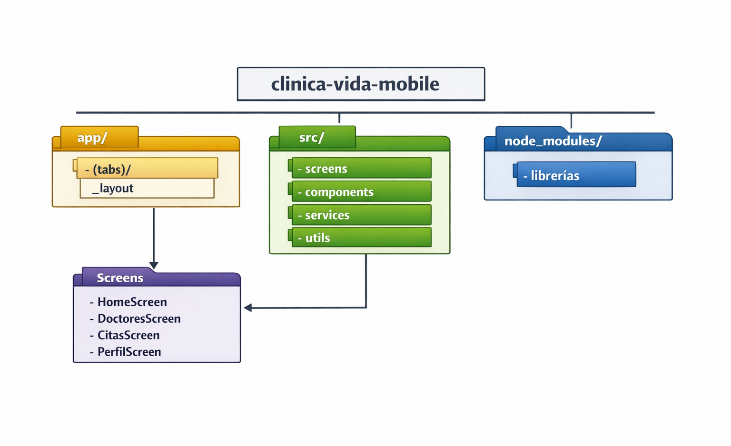 clinica-vida-mobile
app/
- (tabs)/
_layout
src/
- screens
- components
- services
- utils
node_modules/
- librerías
Screens
- HomeScreen
- DoctoresScreen
- CitasScreen
- PerfilScreen